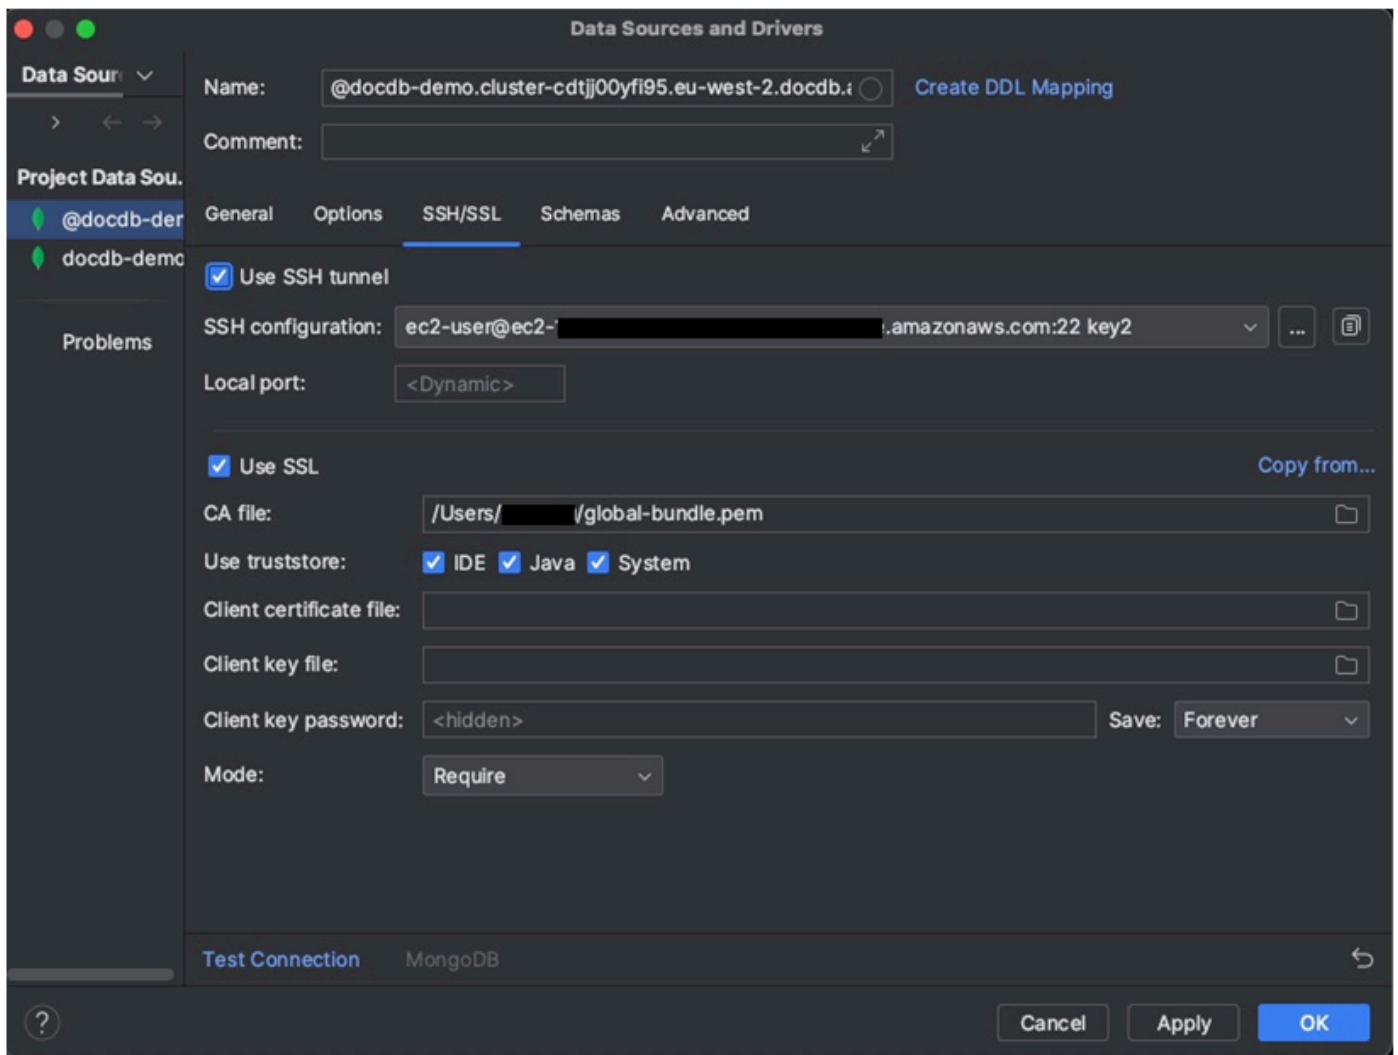 Data Sources and Drivers
Data Sour
Name: @docdb-demo.cluster-cdtjj00yfi95.eu-west-2.docdb.a Create DDL Mapping
Comment:
Project Data Sou.
@docdb-der
docdb-demo
Problems
General Options SSH/SSL Schemas Advanced
Use SSH tunnel
SSH configuration: ec2-user@ec2- .amazonaws.com:22 key2 ...
Local port: <Dynamic>
Use SSL Copy from...
CA file: /Users/ /global-bundle.pem
Use truststore: IDE Java System
Client certificate file:
Client key file:
Client key password: <hidden> Save: Forever
Mode: Require
Test Connection MongoDB
? Cancel Apply OK